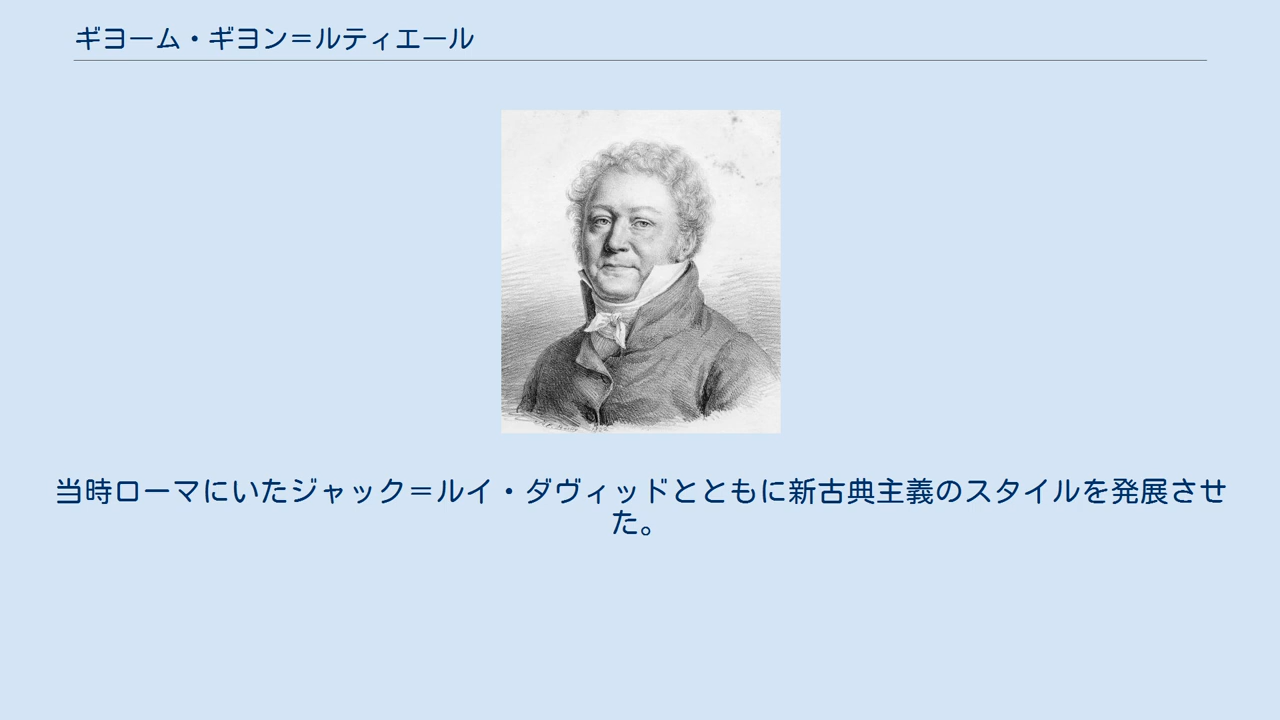 ギヨーム・ギヨン＝ルティエール
当時ローマにいたジャック＝ルイ・ダヴィッドとともに新古典主義のスタイルを発展させ
た。